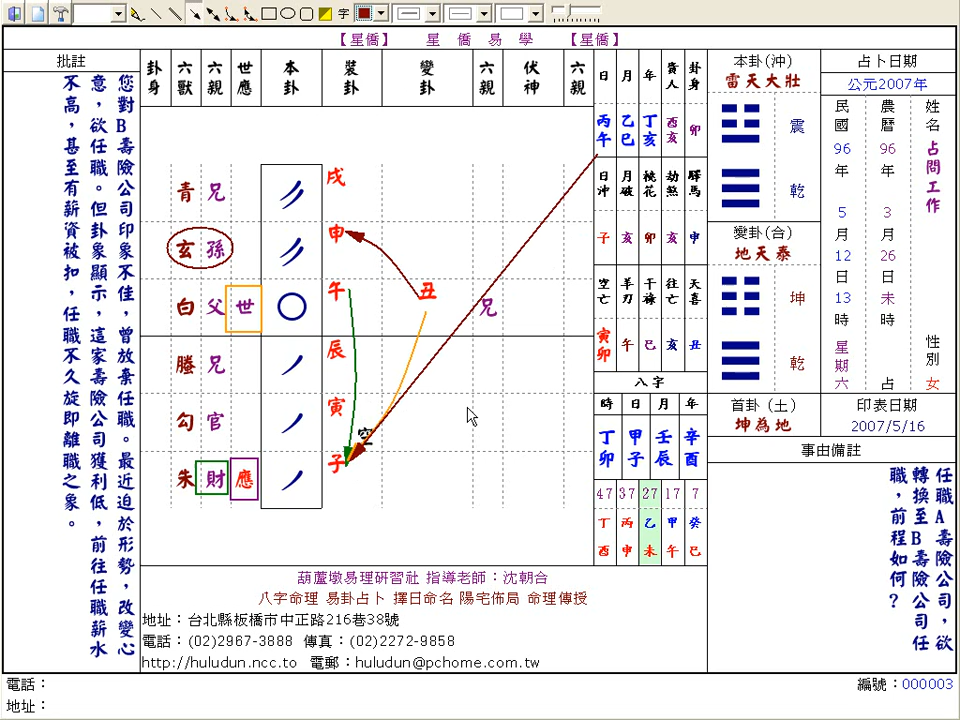 字
【星僑】 星 僑 易 學 【星僑】
批註
您對B壽險公司印象不佳，曾放棄任職。最近迫於形勢，改變心
意，欲任職。但卦象顯示，這家壽險公司獲利低，前往任職薪水
不高，甚至有薪資被扣，任職不久旋即離職之象。
卦身 六獸 六親 世應 本卦 裝卦 變卦 六親 伏神 六親
青 兄 戌
玄 孫 申
白 父 世 午 丑 兄
螣 兄 辰
勾 官 寅 空
朱 財 應 子
日 月 年 貴人 卦身
丙午 乙巳 丁亥 酉亥 卯
日沖 月破 桃花 劫煞 驛馬
子 亥 卯 亥 申
空亡 羊刃 干祿 往亡 天喜
寅卯 午 巳 亥 丑
八字
時 日 月 年
丁卯 甲子 壬辰 辛酉
47 37 27 17 7
丁酉 丙申 乙未 甲午 癸巳
本卦(沖)
雷天大壯
震
乾
變卦(合)
地天泰
坤
乾
首卦(土)
坤為地
占卜日期
公元2007年
民國 96 年 5 月 12 日 13 時 星期六
農曆 96 年 3 月 26 日 未 時 占
姓名 占問工作 性別 女
印表日期
2007/5/16
事由備註
任職A壽險公司，欲
轉換至B壽險公司任
職，前程如何？
葫蘆墩易理研習社 指導老師：沈朝合
八字命理 易卦占卜 擇日命名 陽宅佈局 命理傳授
地址：台北縣板橋市中正路216巷38號
電話：(02)2967-3888 傳真：(02)2272-9858
http://huludun.ncc.to 電郵：huludun@pchome.com.tw
電話：
編號：000003
地址：